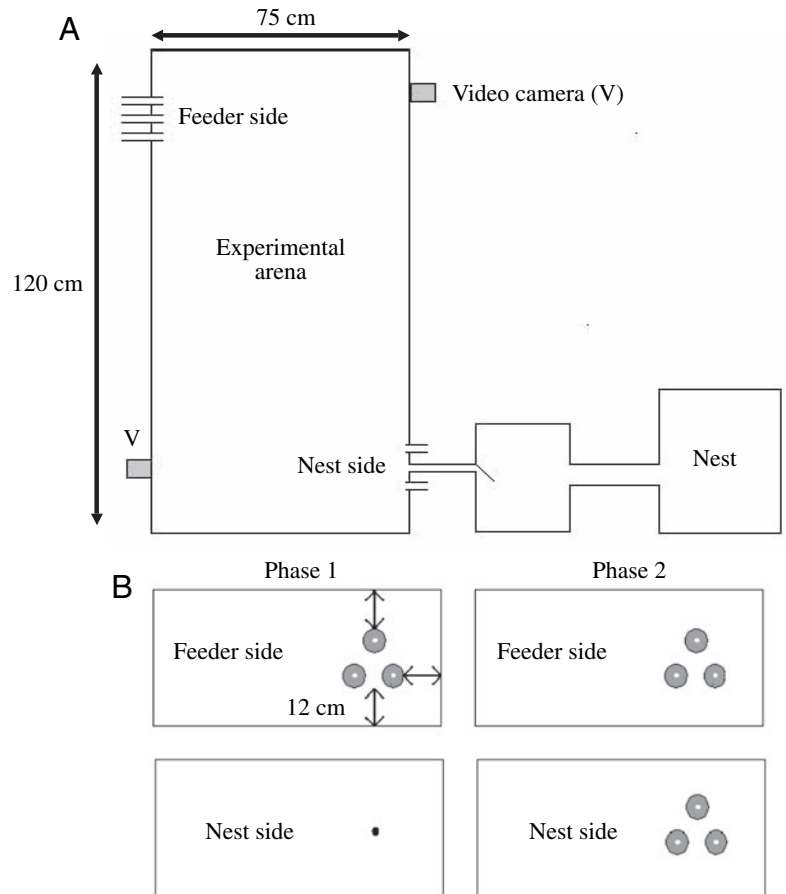 A
75 cm
Video camera (V)
Feeder side
Experimental
arena
120 cm
V
Nest side
Nest
B
Phase 1
Phase 2
Feeder side
Feeder side
12 cm
Nest side
Nest side